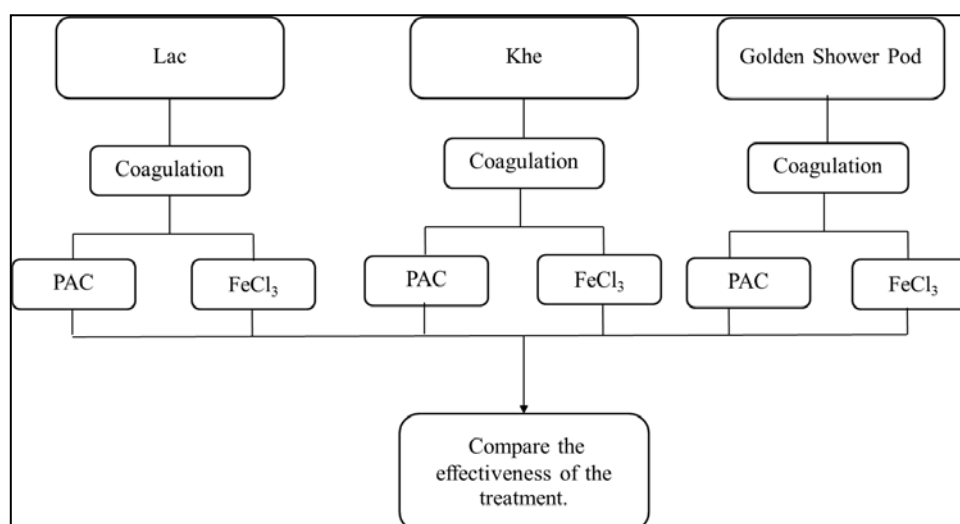 Lac
Khe
Golden Shower Pod
Coagulation
Coagulation
Coagulation
PAC
FeCl₃
PAC
FeCl₃
PAC
FeCl₃
Compare the
effectiveness of the
treatment.